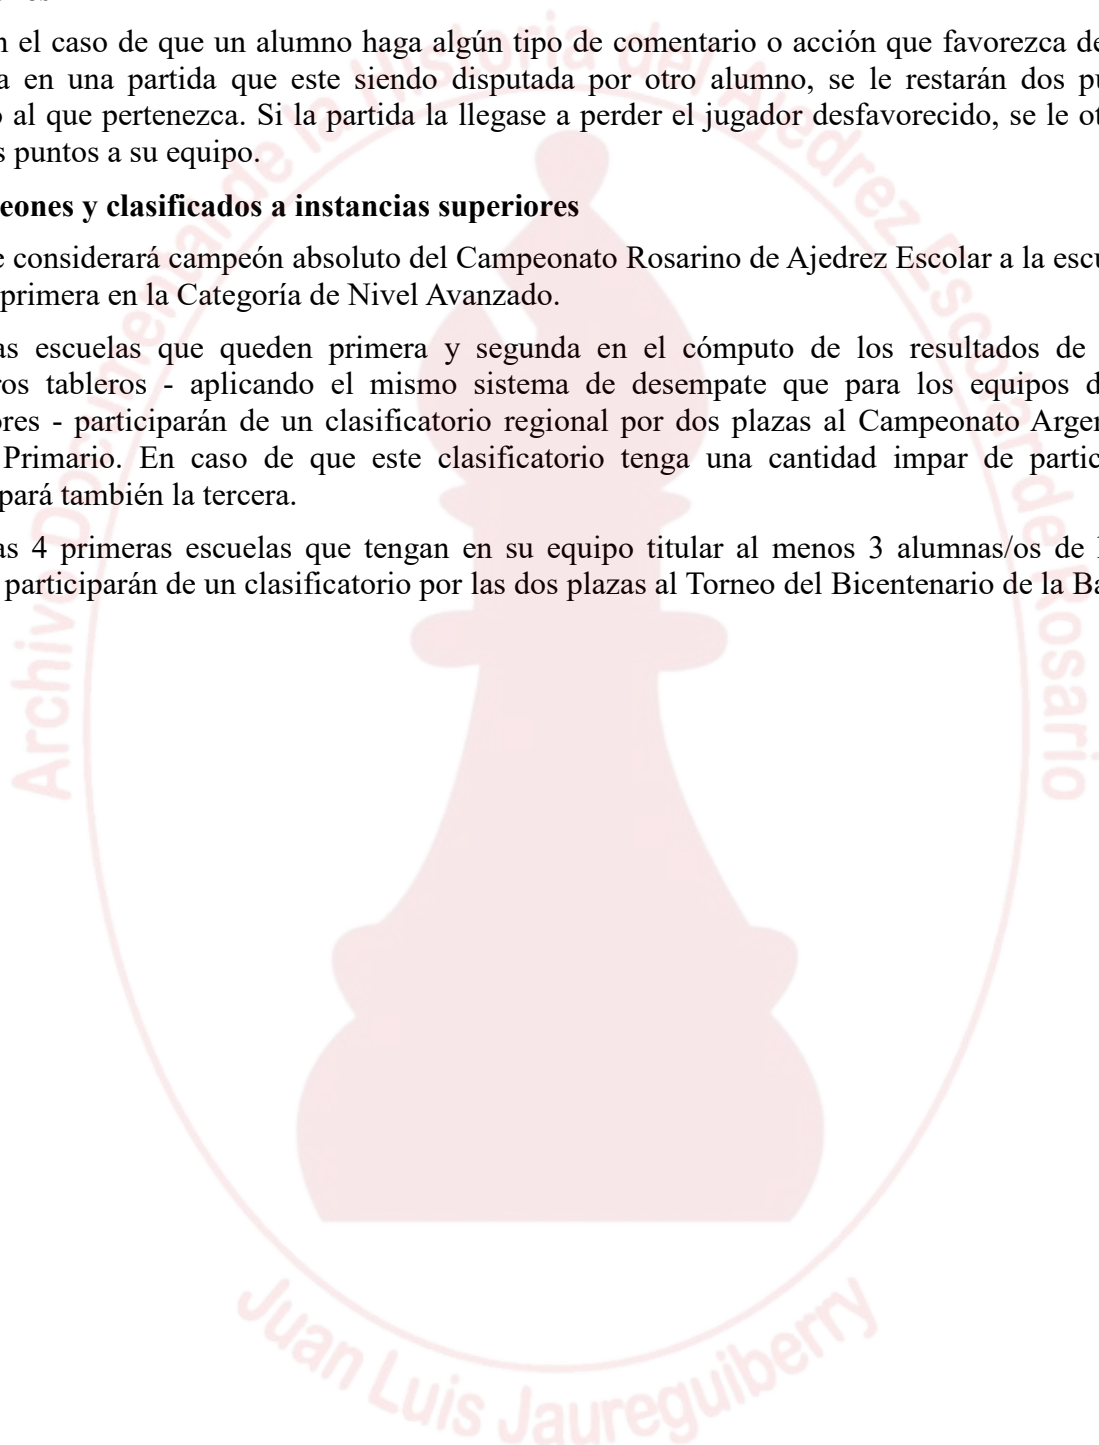 n el caso de que un alumno haga algún tipo de comentario o acción que favorezca de
a en una partida que este siendo disputada por otro alumno, se le restarán dos pu
o al que pertenezca. Si la partida la llegase a perder el jugador desfavorecido, se le ot
s puntos a su equipo.
eones y clasificados a instancias superiores
e considerará campeón absoluto del Campeonato Rosarino de Ajedrez Escolar a la escu
primera en la Categoría de Nivel Avanzado.
as escuelas que queden primera y segunda en el cómputo de los resultados de
ros tableros - aplicando el mismo sistema de desempate que para los equipos d
ores - participarán de un clasificatorio regional por dos plazas al Campeonato Argen
Primario. En caso de que este clasificatorio tenga una cantidad impar de partic
pará también la tercera.
as 4 primeras escuelas que tengan en su equipo titular al menos 3 alumnas/os de
participarán de un clasificatorio por las dos plazas al Torneo del Bicentenario de la Ba
Archivo Documental de la Historia del Ajedrez Escolar de Rosario
Juan Luis Jaureguiberry